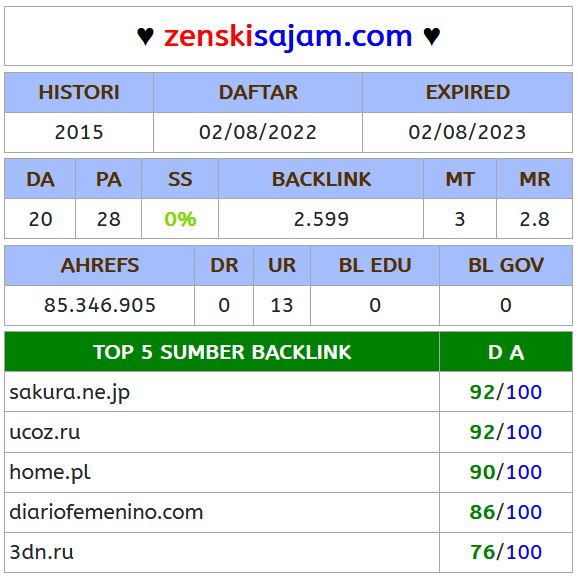 ♥ zenskisajam.com ♥
HISTORI DAFTAR EXPIRED
2015 02/08/2022 02/08/2023
DA PA SS BACKLINK MT MR
20 28 0% 2.599 3 2.8
AHREFS DR UR BL EDU BL GOV
85.346.905 0 13 0 0
TOP 5 SUMBER BACKLINK D A
sakura.ne.jp 92/100
ucoz.ru 92/100
home.pl 90/100
diariofemenino.com 86/100
3dn.ru 76/100